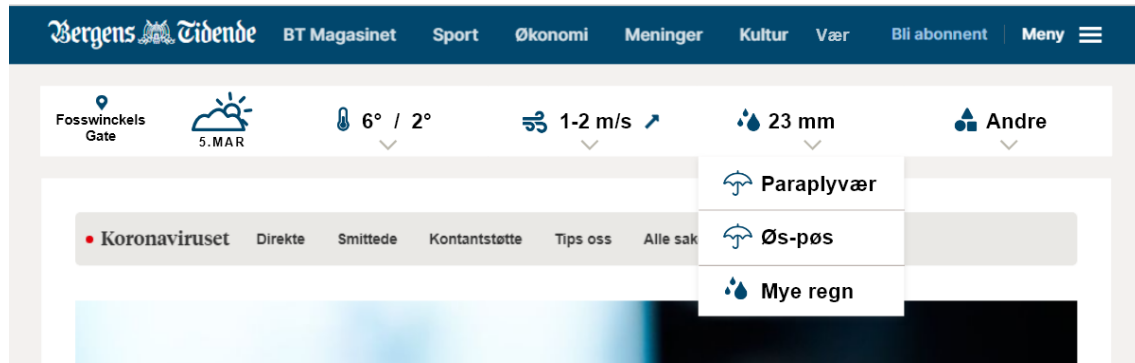 Bergens Tidende BT Magasinet Sport Økonomi Meninger Kultur Vær Bli abonnent Meny
Fosswinckels
Gate
5.MAR
6° / 2°
1-2 m/s
23 mm
Andre
Paraplyvær
Øs-pøs
Mye regn
• Koronaviruset Direkte Smittede Kontantstøtte Tips oss Alle sak